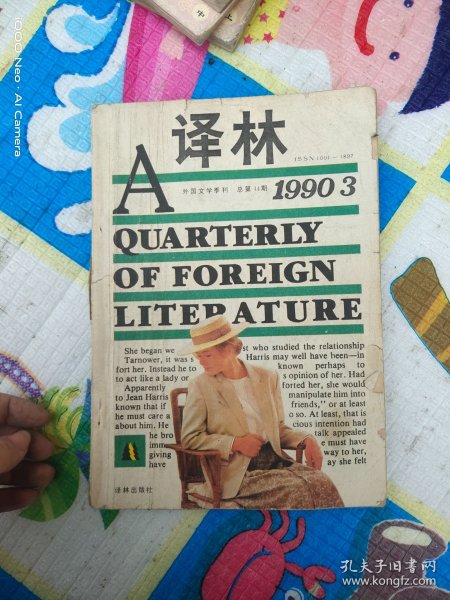 中
上
iQOO Neo · AI Camera
译林
ISSN 1001—1897
外国文学季刊 总第44期 1990 3
A
QUARTERLY
OF FOREIGN
LITERATURE
She began we st who studied the relationship
Tarnower, it was s Harris may well have been—in
fort her. Instead he to known perhaps to
to act like a lady or s opinion of her. Had
Apparently forted her, she would
to Jean Harris manipulate him into
known that if friends," or at least
he must care a o so. At least, that is
about him. He cious intention had
he bro talk appealed
imm e must have
giving way to her,
have ay she felt
译林出版社
孔夫子旧书网
www.kongfz.com